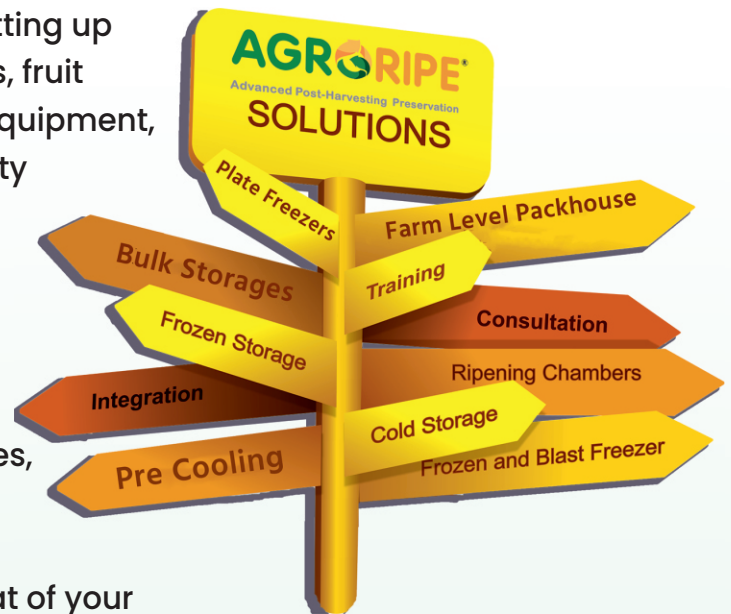 tting up
s, fruit
quipment,
ty
es,
at of your
AGRORIPE®
Advanced Post-Harvesting Preservation
SOLUTIONS
Plate Freezers
Farm Level Packhouse
Bulk Storages
Training
Frozen Storage
Consultation
Integration
Ripening Chambers
Cold Storage
Pre Cooling
Frozen and Blast Freezer